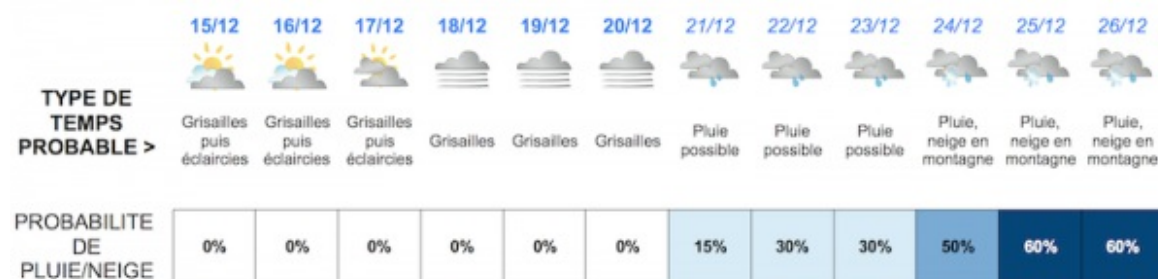 15/12 16/12 17/12 18/12 19/12 20/12 21/12 22/12 23/12 24/12 25/12 26/12
TYPE DE
TEMPS
PROBABLE >
Grisailles
puis
éclaircies
Grisailles
puis
éclaircies
Grisailles
puis
éclaircies
Grisailles
Grisailles
Grisailles
Pluie
possible
Pluie
possible
Pluie
possible
Pluie,
neige en
montagne
Pluie,
neige en
montagne
Pluie,
neige en
montagne
PROBABILITE
DE
PLUIE/NEIGE
0% 0% 0% 0% 0% 0% 15% 30% 30% 50% 60% 60%